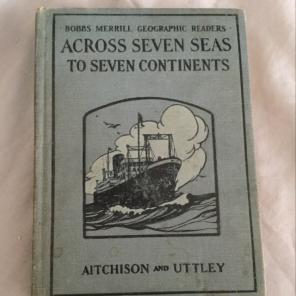 BOBBS MERRILL GEOGRAPHIC READERS
ACROSS SEVEN SEAS
TO SEVEN CONTINENTS
AITCHISON AND UTTLEY